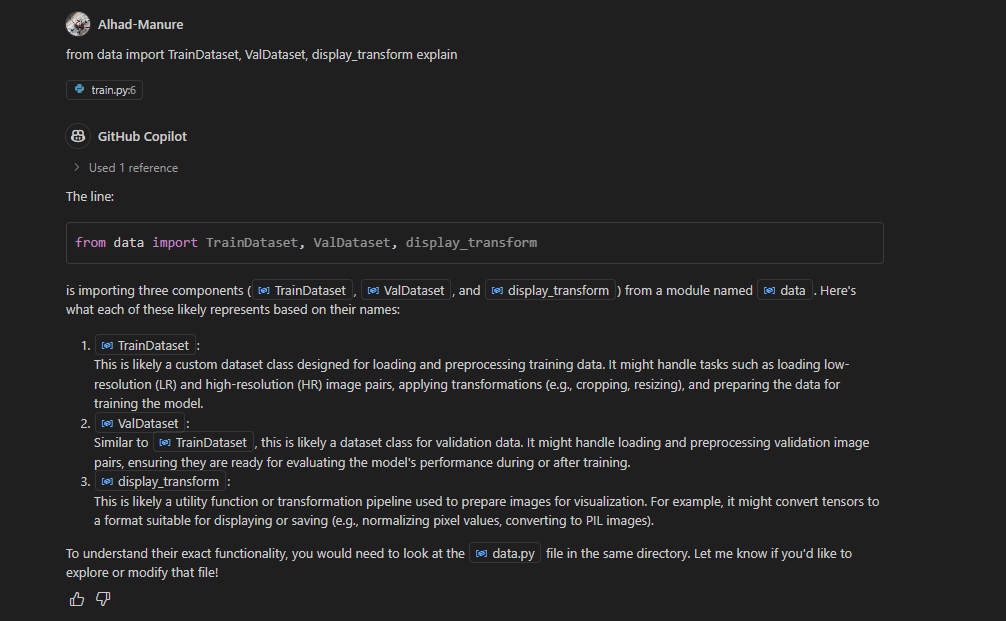 Alhad-Manure
from data import TrainDataset, ValDataset, display_transform explain
train.py:6
GitHub Copilot
Used 1 reference
The line:
from data import TrainDataset, ValDataset, display_transform
is importing three components ( TrainDataset , ValDataset , and display_transform ) from a module named data . Here's
what each of these likely represents based on their names:
1. TrainDataset :
This is likely a custom dataset class designed for loading and preprocessing training data. It might handle tasks such as loading low-
resolution (LR) and high-resolution (HR) image pairs, applying transformations (e.g., cropping, resizing), and preparing the data for
training the model.
2. ValDataset :
Similar to TrainDataset , this is likely a dataset class for validation data. It might handle loading and preprocessing validation image
pairs, ensuring they are ready for evaluating the model's performance during or after training.
3. display_transform :
This is likely a utility function or transformation pipeline used to prepare images for visualization. For example, it might convert tensors to
a format suitable for displaying or saving (e.g., normalizing pixel values, converting to PIL images).
To understand their exact functionality, you would need to look at the data.py file in the same directory. Let me know if you'd like to
explore or modify that file!